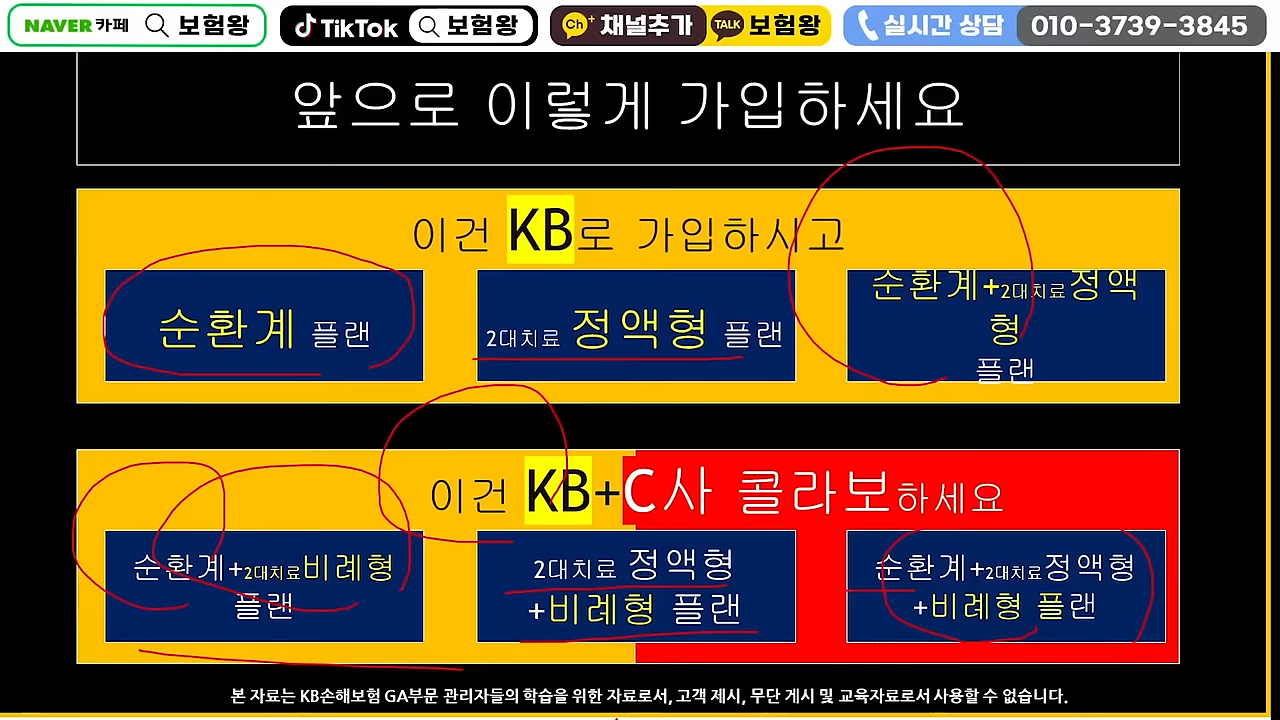 NAVER 카페 보험왕 TikTok 보험왕 Ch+ 채널추가 TALK 보험왕 실시간 상담 010-3739-3845
앞으로 이렇게 가입하세요
이건 KB로 가입하시고
순환계 플랜
2대치료 정액형 플랜
순환계+2대치료정액
형
플랜
이건 KB+C사 콜라보하세요
순환계+2대치료비례형
플랜
2대치료 정액형
+비례형 플랜
순환계+2대치료정액형
+비례형 플랜
본 자료는 KB손해보험 GA부문 관리자들의 학습을 위한 자료로서, 고객 제시, 무단 게시 및 교육자료로서 사용할 수 없습니다.